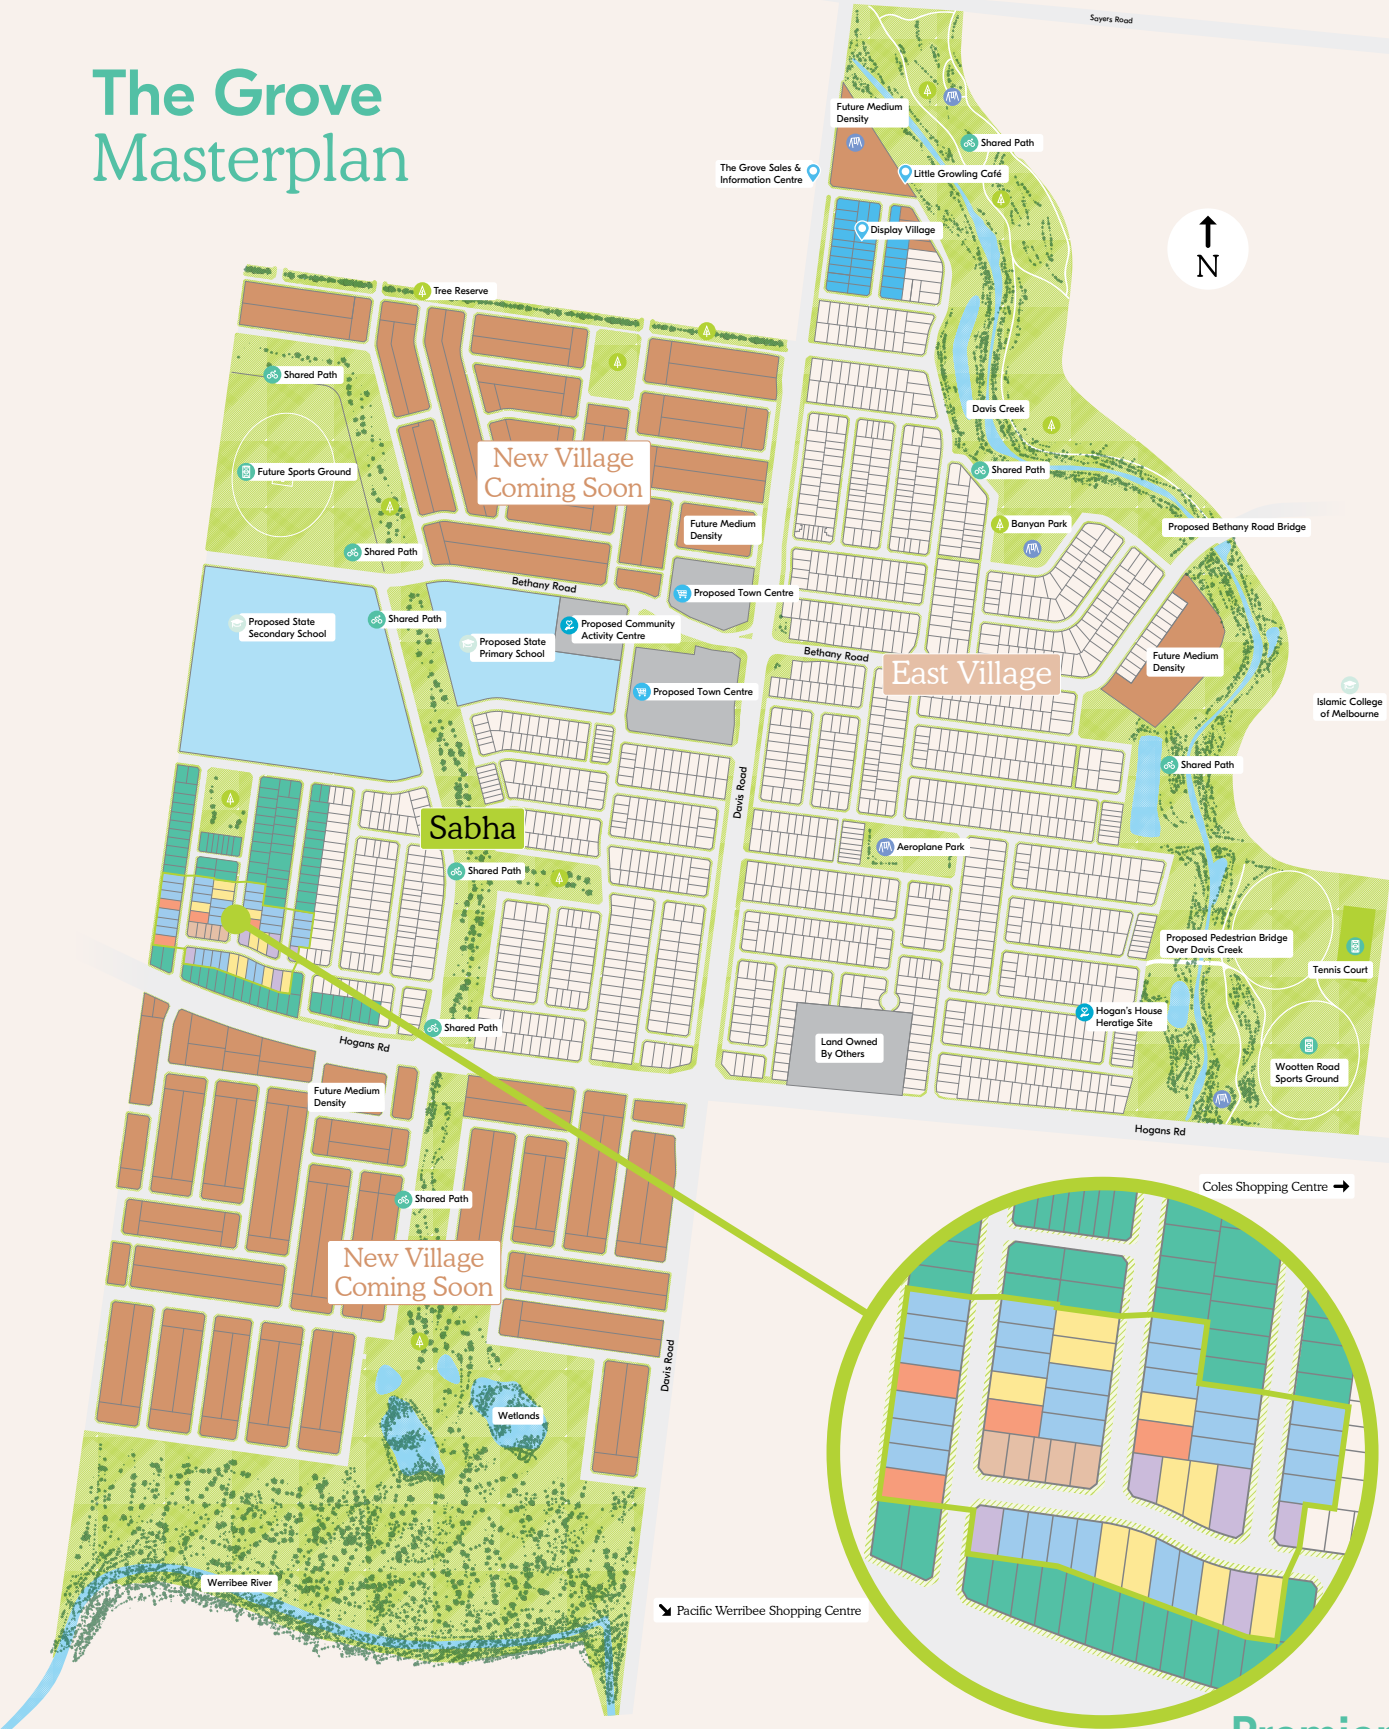 Sayers Road
The Grove
Masterplan
Future Medium
Density
Shared Path
The Grove Sales &
Information Centre
Little Growling Café
Display Village
N
Tree Reserve
Shared Path
Davis Creek
Future Sports Ground
New Village
Coming Soon
Shared Path
Future Medium
Density
Banyan Park
Proposed Bethany Road Bridge
Shared Path
Bethany Road
Proposed Town Centre
Proposed State
Secondary School
Shared Path
Proposed Community
Activity Centre
Proposed State
Primary School
Bethany Road
East Village
Future Medium
Density
Proposed Town Centre
Islamic College
of Melbourne
Shared Path
Davis Road
Sabha
Aeroplane Park
Shared Path
Proposed Pedestrian Bridge
Over Davis Creek
Tennis Court
Hogan's House
Heratige Site
Shared Path
Hogans Rd
Land Owned
By Others
Wootten Road
Sports Ground
Future Medium
Density
Hogans Rd
Coles Shopping Centre
Shared Path
New Village
Coming Soon
Davis Road
Wetlands
Werribee River
Pacific Werribee Shopping Centre